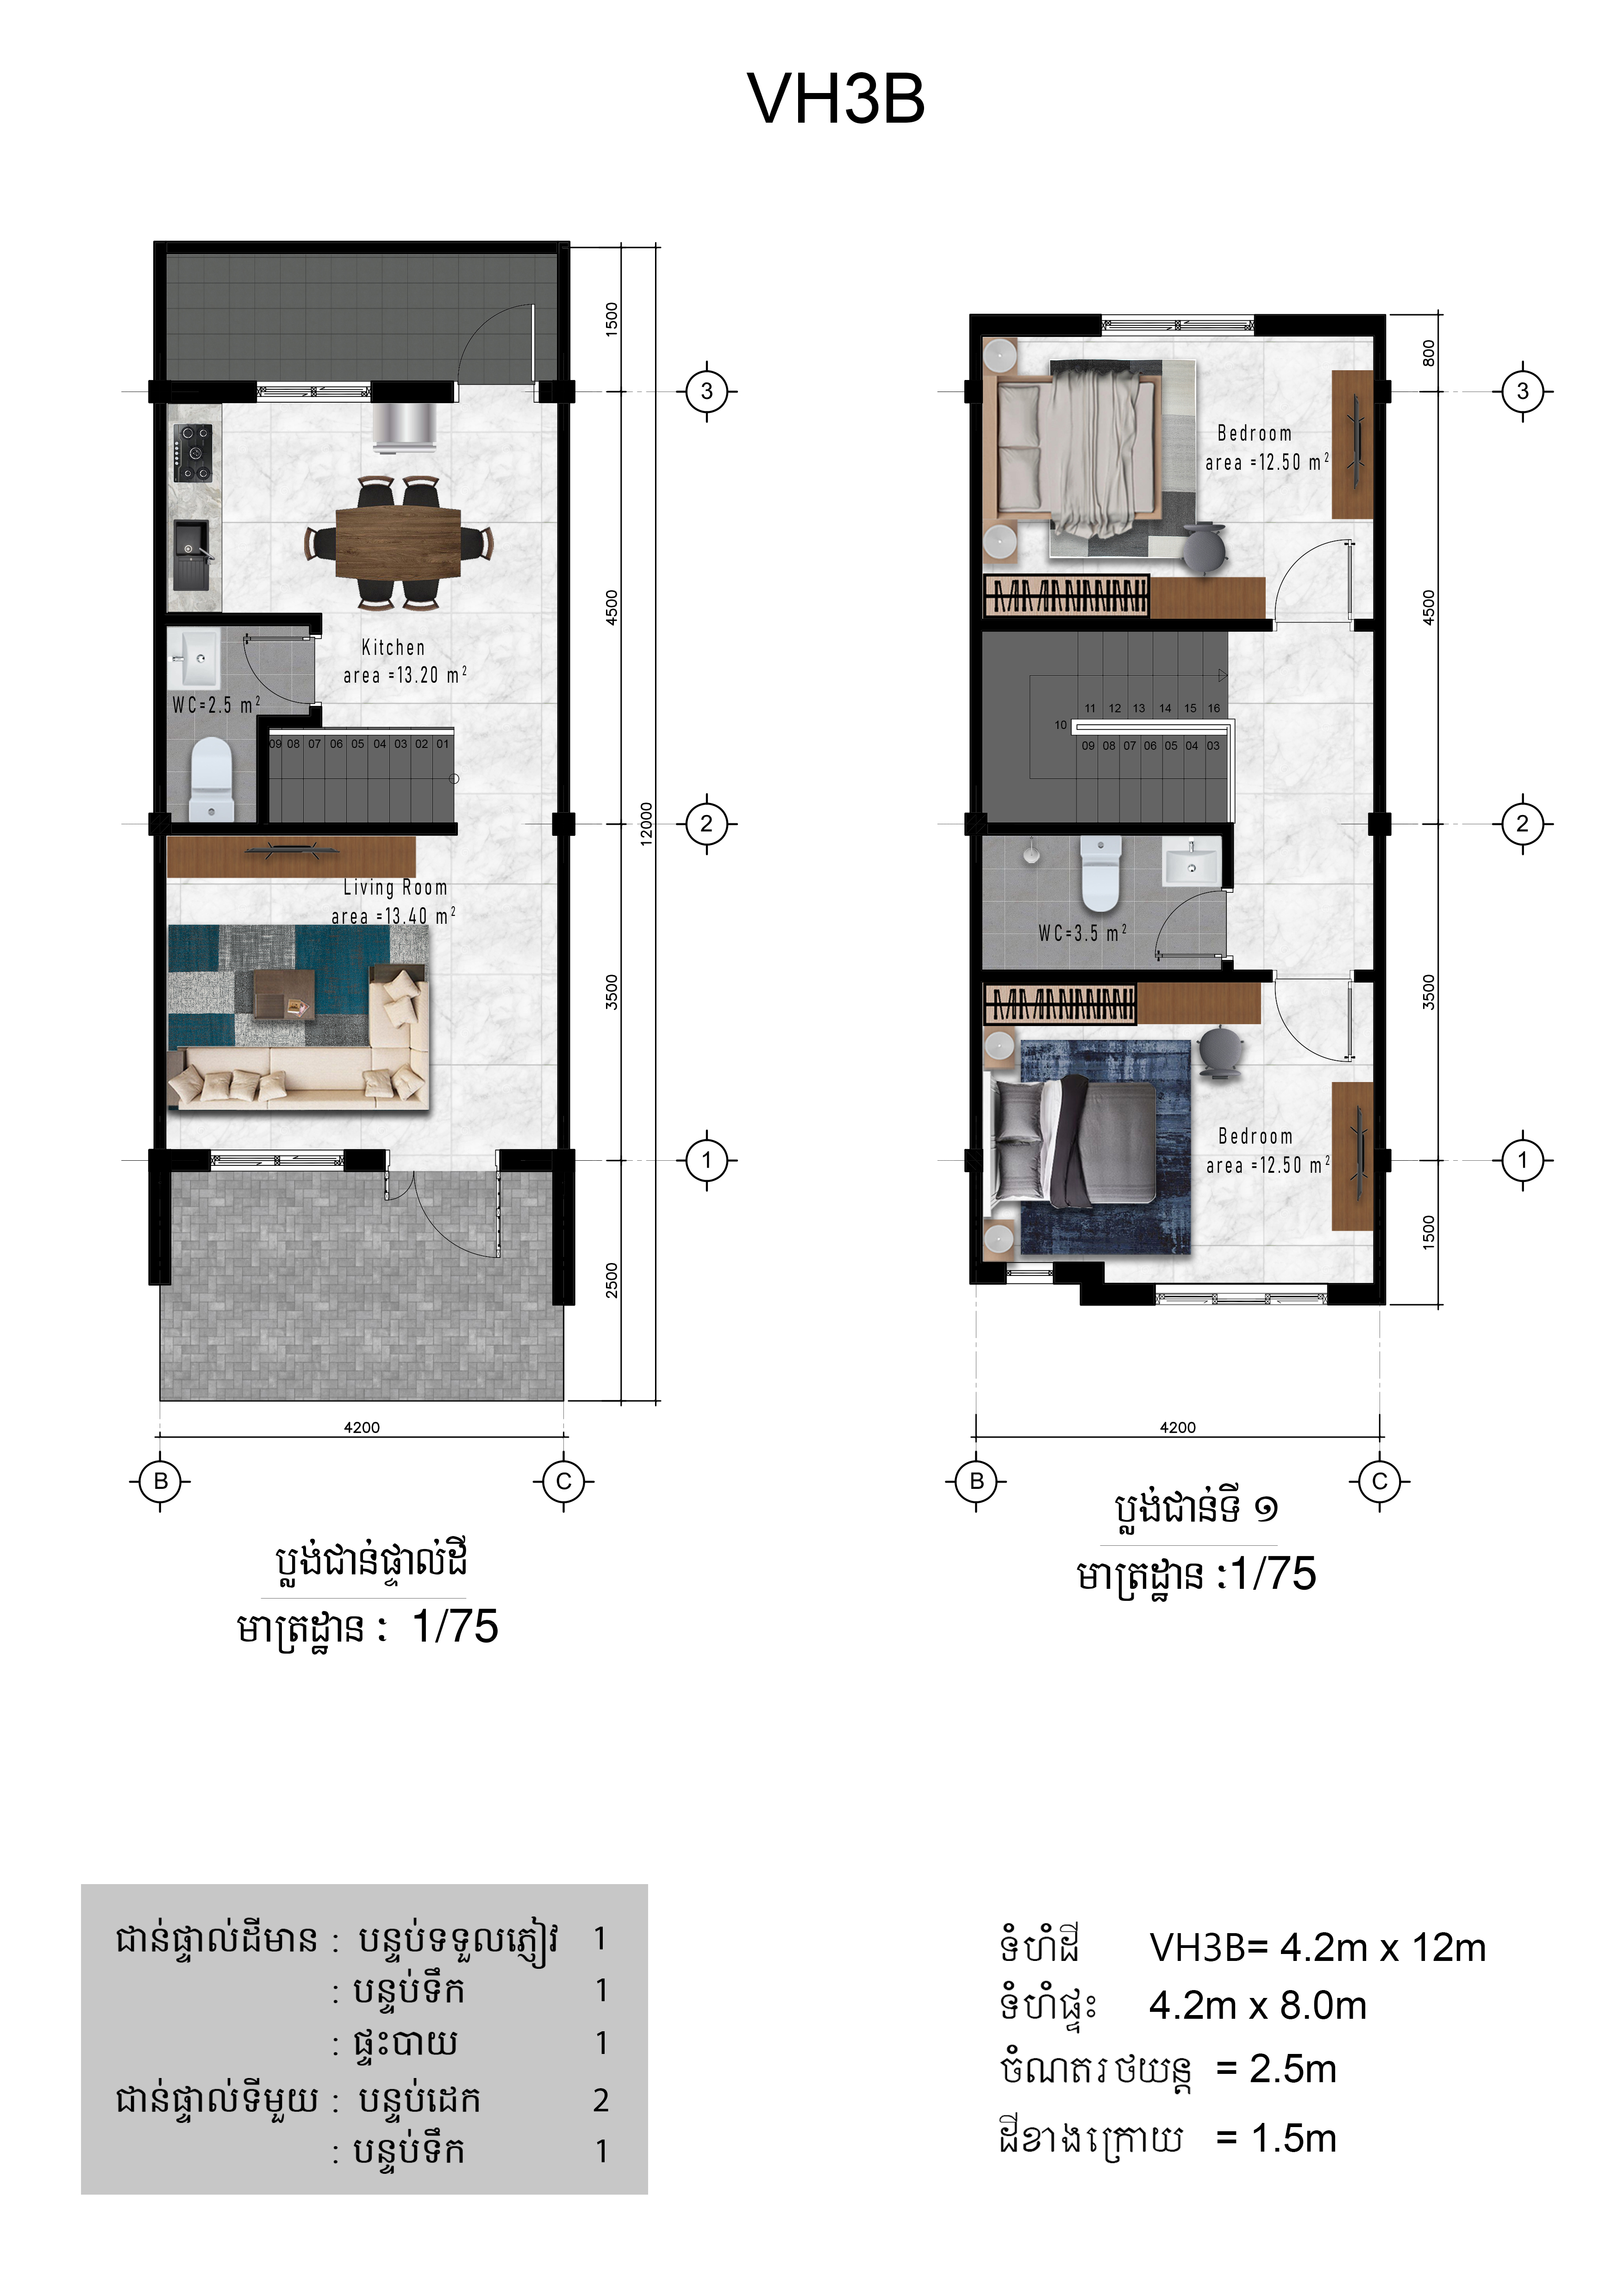 VH3B
1500
4500
12000
3500
2500
4200
3
2
1
B
C
Kitchen
area =13.20 m²
WC=2.5 m²
09 08 07 06 05 04 03 02 01
Living Room
area =13.40 m²
ប្លង់ជាន់ផ្ទាល់ដី
មាត្រដ្ឋាន : 1/75
800
4500
3500
1500
4200
3
2
1
B
C
Bedroom
area =12.50 m²
11 12 13 14 15 16
10
09 08 07 06 05 04 03
WC=3.5 m²
Bedroom
area =12.50 m²
ប្លង់ជាន់ទី ១
មាត្រដ្ឋាន :1/75
ជាន់ផ្ទាល់ដីមាន : បន្ទប់ទទួលភ្ញៀវ 1
: បន្ទប់ទឹក 1
: ផ្ទះបាយ 1
ជាន់ផ្ទាល់ទីមួយ : បន្ទប់ដេក 2
: បន្ទប់ទឹក 1
ទំហំដី VH3B= 4.2m x 12m
ទំហំផ្ទះ 4.2m x 8.0m
ចំណតរថយន្ត = 2.5m
ដីខាងក្រោយ = 1.5m